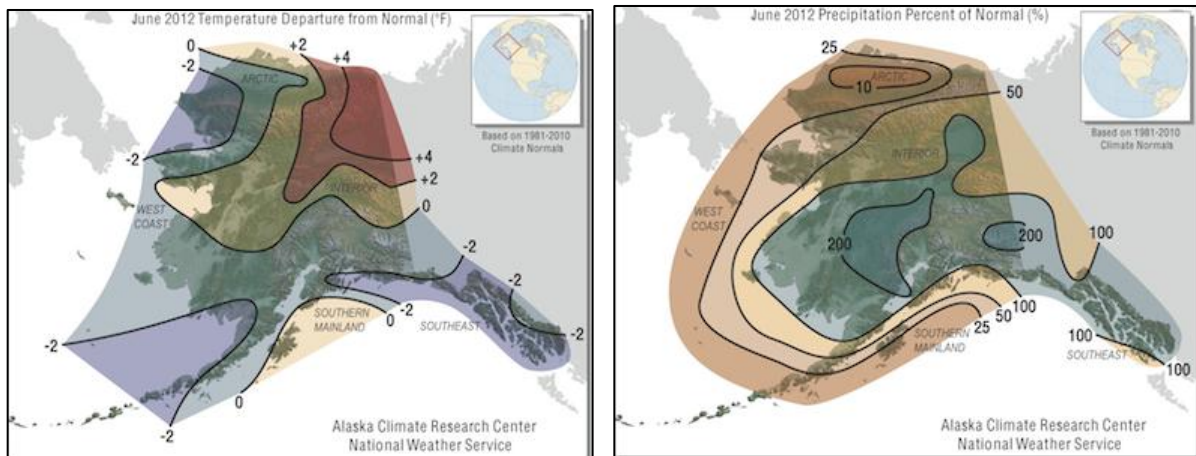 June 2012 Temperature Departure from Normal (°F)
0
+2
-2
+4
ARCTIC
Based on 1981-2010
Climate Normals
-2
+4
+2
INTERIOR
0
WEST
COAST
-2
-2
-2
0
SOUTHERN
MAINLAND
SOUTHEAST
-2
-2
0
-2
Alaska Climate Research Center
National Weather Service
June 2012 Precipitation Percent of Normal (%)
25
ARCTIC
10
50
Based on 1981-2010
Climate Normals
INTERIOR
WEST
COAST
200
200
100
100
50
25
SOUTHERN
MAINLAND
100
SOUTHEAST
100
Alaska Climate Research Center
National Weather Service